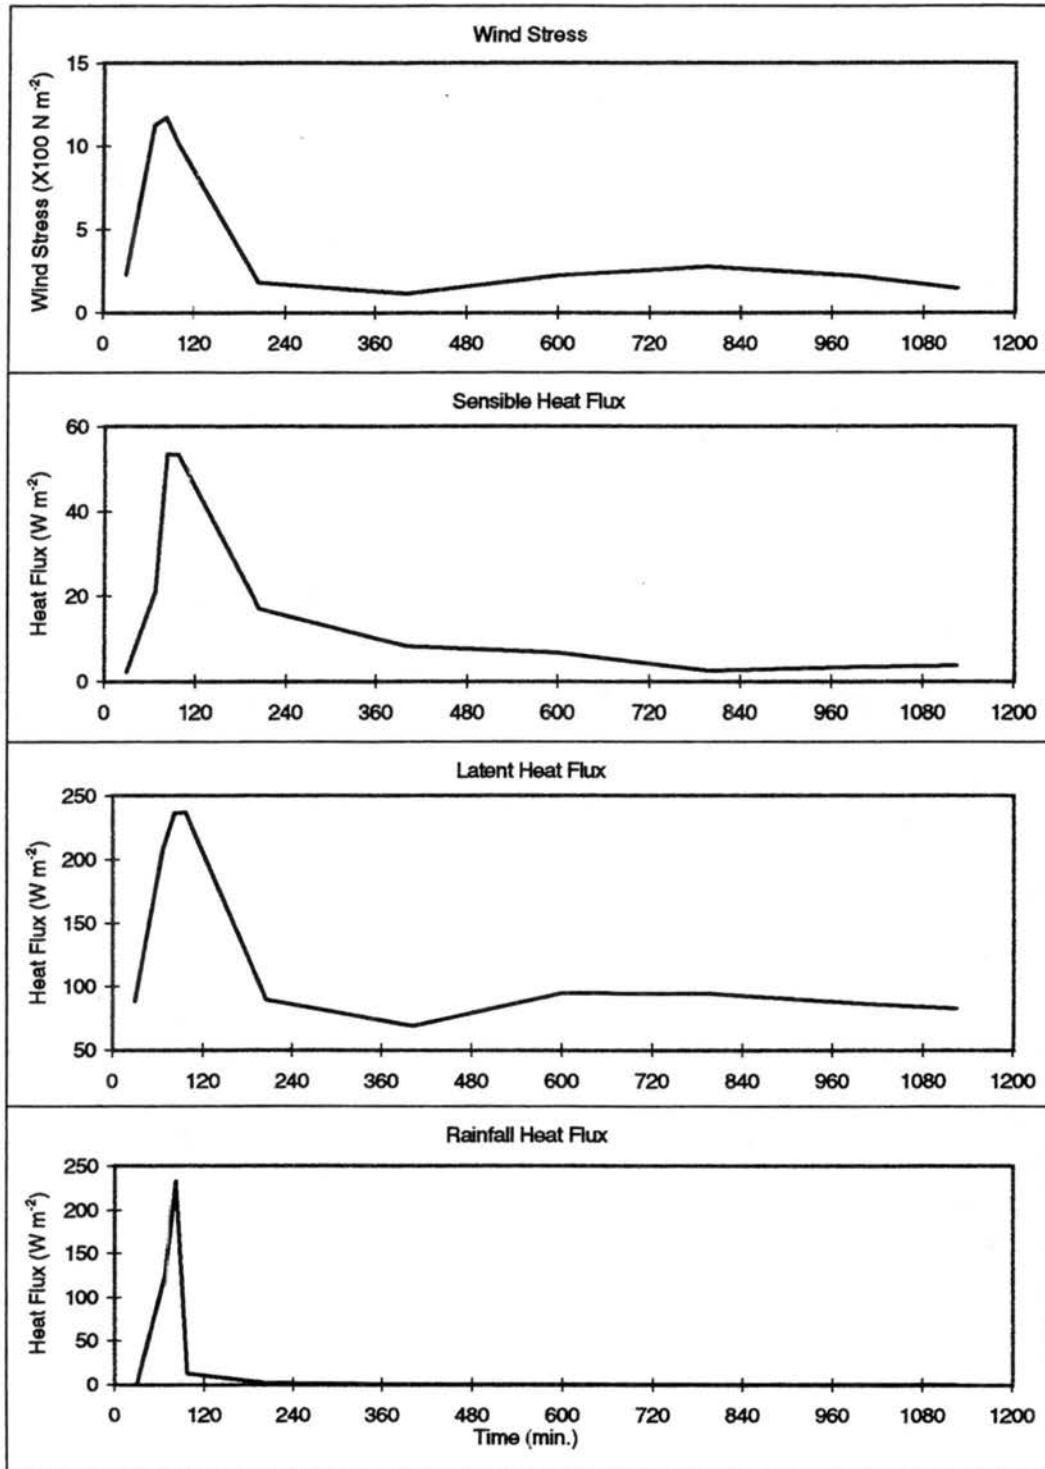 Wind Stress
Wind Stress (X100 N m-2)
15
10
5
0
0 120 240 360 480 600 720 840 960 1080 1200
Sensible Heat Flux
Heat Flux (W m-2)
60
40
20
0
0 120 240 360 480 600 720 840 960 1080 1200
Latent Heat Flux
Heat Flux (W m-2)
250
200
150
100
50
0 120 240 360 480 600 720 840 960 1080 1200
Rainfall Heat Flux
Heat Flux (W m-2)
250
200
150
100
50
0
0 120 240 360 480 600 720 840 960 1080 1200
Time (min.)